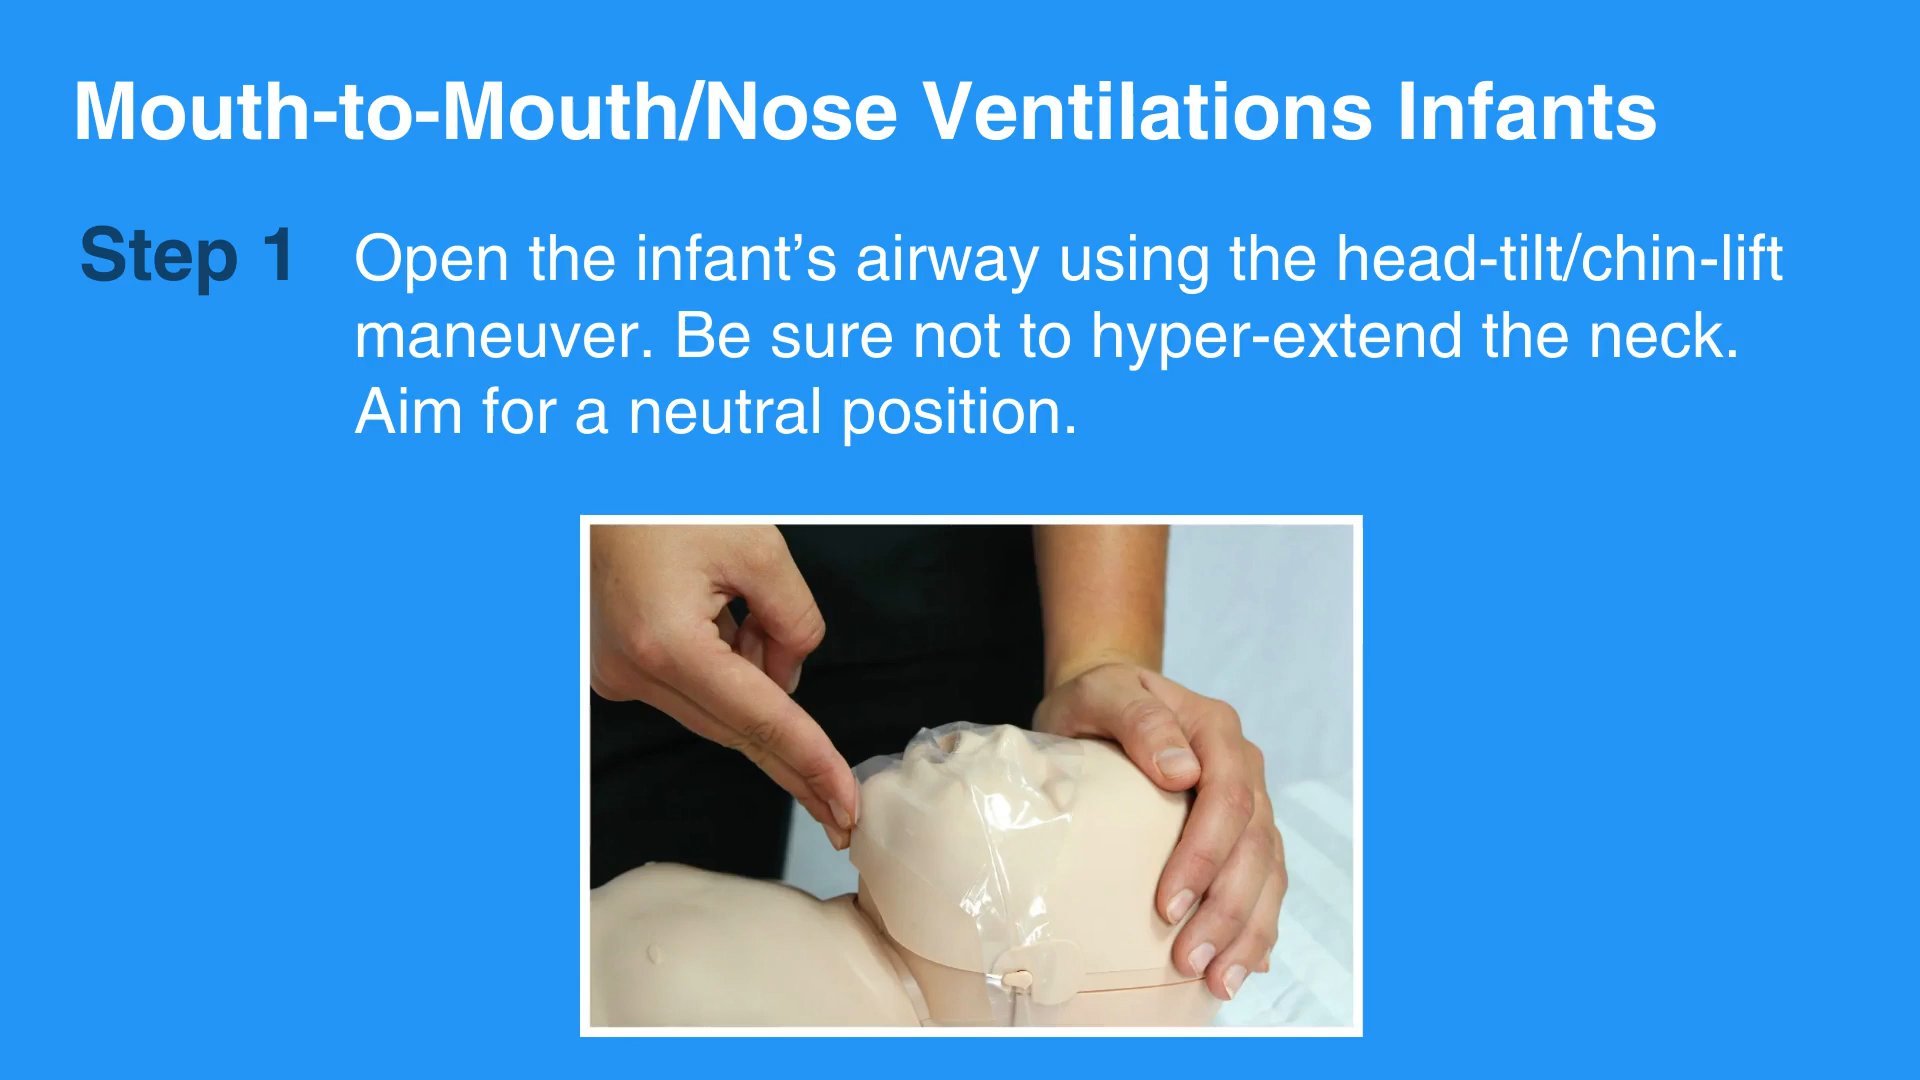 Mouth-to-Mouth/Nose Ventilations Infants
Step 1 Open the infant’s airway using the head-tilt/chin-lift
maneuver. Be sure not to hyper-extend the neck.
Aim for a neutral position.